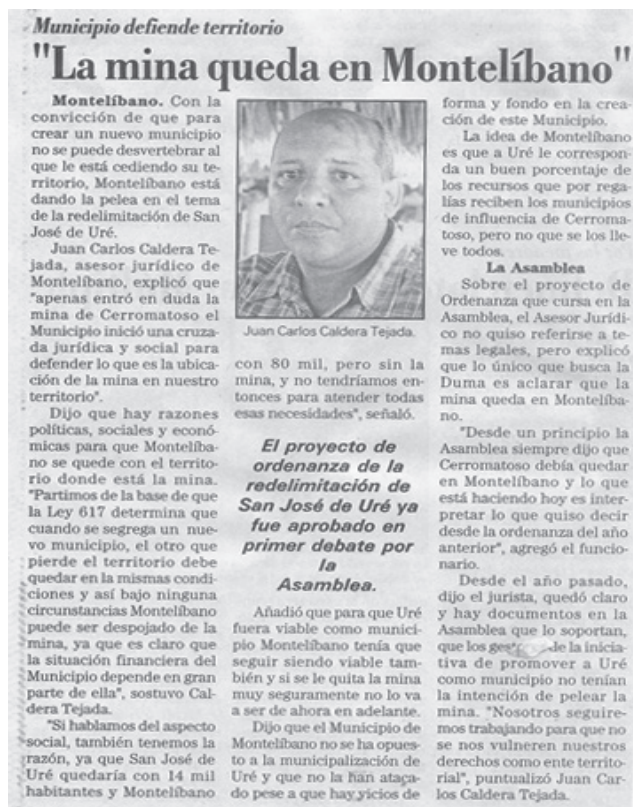 Municipio defiende territorio
"La mina queda en Montelíbano"
Montelíbano. Con la
convicción de que para
crear un nuevo municipio
no se puede desvertebrar al
que le está cediendo su te-
rritorio, Montelíbano está
dando la pelea en el tema
de la redelimitación de San
José de Uré.
Juan Carlos Caldera Te-
jada, asesor jurídico de
Montelíbano, explicó que
"apenas entró en duda la
mina de Cerromatoso el
Municipio inició una cruza-
da jurídica y social para
defender lo que es la ubica-
ción de la mina en nuestro
territorio".
Dijo que hay razones
políticas, sociales y econó-
micas para que Montelíba-
no se quede con el territo-
rio donde está la mina.
"Partimos de la base de que
la Ley 617 determina que
cuando se segrega un nue-
vo municipio, el otro que
pierde el territorio debe
quedar en la mismas condi-
ciones y así bajo ninguna
circunstancias Montelíbano
puede ser despojado de la
mina, ya que es claro que
la situación financiera del
Municipio depende en gran
parte de ella", sostuvo Cal-
dera Tejada.
"Si hablamos del aspecto
social, también tenemos la
razón, ya que San José de
Uré quedaría con 14 mil
habitantes y Montelíbano
Juan Carlos Caldera Tejada.
con 80 mil, pero sin la
mina, y no tendríamos en-
tonces para atender todas
esas necesidades", señaló.
El proyecto de
ordenanza de la
redelimitación de
San José de Uré ya
fue aprobado en
primer debate por
la
Asamblea.
Añadió que para que Uré
fuera viable como munici-
pio Montelíbano tenía que
seguir siendo viable tam-
bién y si se le quita la mina
muy seguramente no lo va
a ser de ahora en adelante.
Dijo que el Municipio de
Montelíbano no se ha opues-
to a la municipalización de
Uré y que no la han ataca-
do pese a que hay vicios de
forma y fondo en la crea-
ción de este Municipio.
La idea de Montelíbano
es que a Uré le correspon-
da un buen porcentaje de
los recursos que por rega-
lías reciben los municipios
de influencia de Cerroma-
toso, pero no que se los lle-
ve todos.
La Asamblea
Sobre el proyecto de
Ordenanza que cursa en la
Asamblea, el Asesor Jurídi-
co no quiso referirse a te-
mas legales, pero explicó
que lo único que busca la
Duma es aclarar que la
mina queda en Montelíba-
no.
"Desde un principio la
Asamblea siempre dijo que
Cerromatoso debía quedar
en Montelíbano y lo que
está haciendo hoy es inter-
pretar lo que quiso decir
desde la ordenanza del año
anterior", agregó el funcio-
nario.
Desde el año pasado,
dijo el jurista, quedó claro
y hay documentos en la
Asamblea que lo soportan,
que los de la inicia-
tiva de promover a Uré
como municipio no tenían
la intención de pelear la
mina. "Nosotros seguire-
mos trabajando para que no
se nos vulneren nuestros
derechos como ente territo-
rial", puntualizó Juan Car-
los Caldera Tejada.